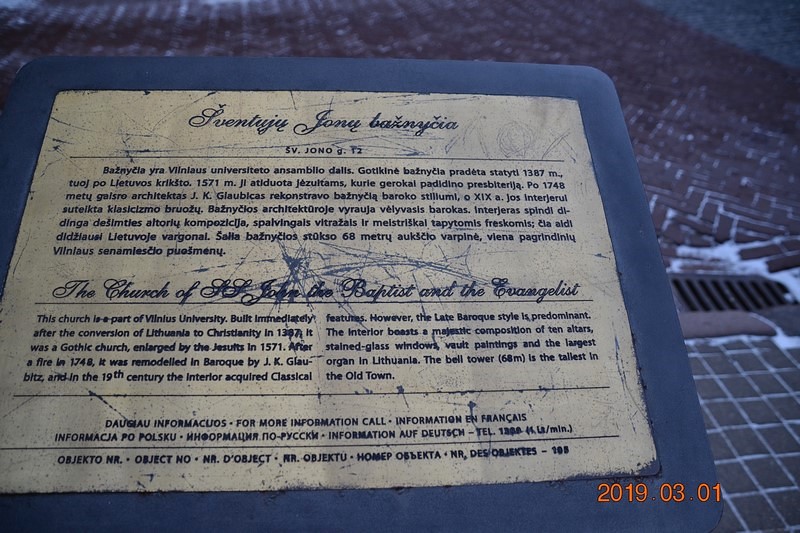 Šventųjų Jonų bažnyčia
ŠV. JONO g. 12
Bažnyčia yra Vilniaus universiteto ansamblio dalis. Gotikinė bažnyčia pradėta statyti 1387 m.,
tuoj po Lietuvos krikšto. 1571 m. ji atiduota jėzuitams, kurie gerokai padidino presbiteriją. Po 1748
metų gaisro architektas J. K. Glaubicas rekonstravo bažnyčią baroko stiliumi, o XIX a. jos interjerui
suteikta klasicizmo bruožų. Bažnyčios architektūroje vyrauja vėlyvasis barokas. Interjeras spindi di-
dinga dešimties altorių kompozicija, spalvingais vitražais ir meistriškai tapytomis freskomis; čia aidi
didžiausi Lietuvoje vargonai. Šalia bažnyčios stūkso 68 metrų aukščio varpinė, viena pagrindinių
Vilniaus senamiesčio puošmenų.
The Church of SS John the Baptist and the Evangelist
This church is a part of Vilnius University. Built immediately
after the conversion of Lithuania to Christianity in 1387, it
was a Gothic church, enlarged by the Jesuits in 1571. After
a fire in 1748, it was remodelled in Baroque by J. K. Glau-
bitz, and in the 19th century the interior acquired Classical
features. However, the Late Baroque style is predominant.
The interior boasts a majestic composition of ten altars,
stained-glass windows, vault paintings and the largest
organ in Lithuania. The bell tower (68m) is the tallest in
the Old Town.
DAUGIAU INFORMACIJOS • FOR MORE INFORMATION CALL • INFORMATION EN FRANÇAIS
INFORMACJA PO POLSKU • ИНФОРМАЦИЯ ПО-РУССКИ • INFORMATION AUF DEUTSCH – TEL. (1 Lt/min.)
OBJEKTO NR. • OBJECT NO • NR. D'OBJECT • NR. OBJEKTU • НОМЕР ОБЪЕКТА • NR, DES OBJEKTES – 105
2019.03.01